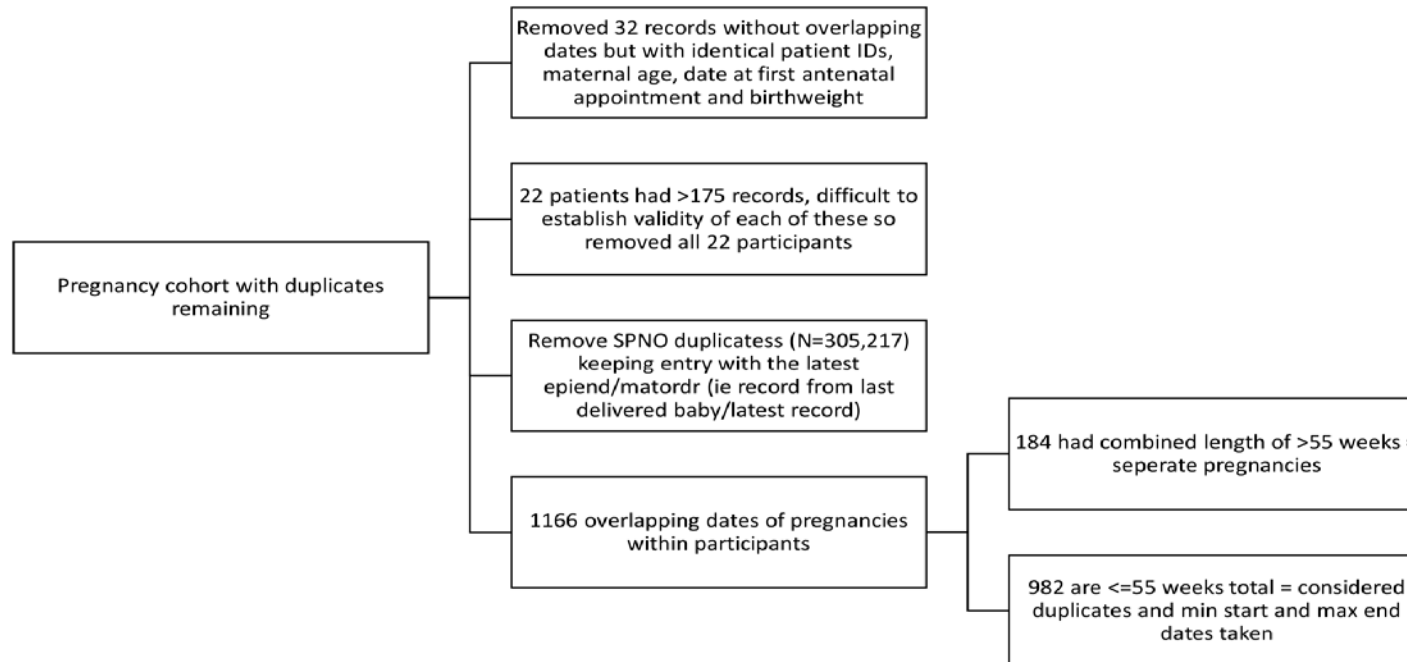 Removed 32 records without overlapping
dates but with identical patient IDs,
maternal age, date at first antenatal
appointment and birthweight
22 patients had >175 records, difficult to
establish validity of each of these so
removed all 22 participants
Pregnancy cohort with duplicates
remaining
Remove SPNO duplicatess (N=305,217)
keeping entry with the latest
epiend/matordr (ie record from last
delivered baby/latest record)
1166 overlapping dates of pregnancies
within participants
184 had combined length of >55 weeks =
seperate pregnancies
982 are <=55 weeks total = considered
duplicates and min start and max end
dates taken